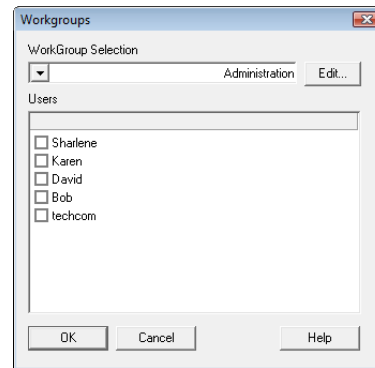 Workgroups
WorkGroup Selection
Administration Edit...
Users
Sharlene
Karen
David
Bob
techcom
OK Cancel Help